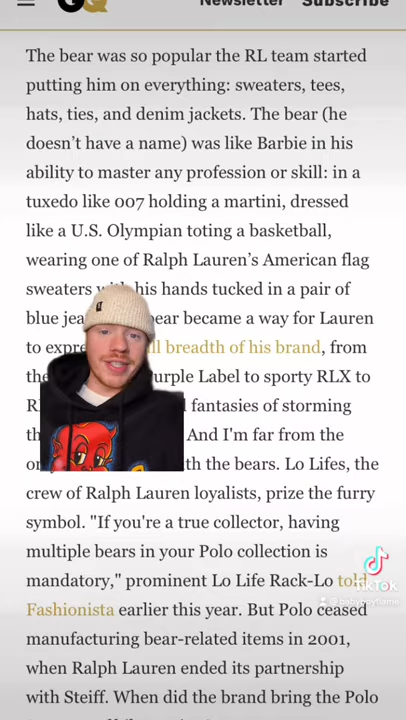 GQ
Newsletter Subscribe
The bear was so popular the RL team started
putting him on everything: sweaters, tees,
hats, ties, and denim jackets. The bear (he
doesn't have a name) was like Barbie in his
ability to master any profession or skill: in a
tuxedo like 007 holding a martini, dressed
like a U.S. Olympian toting a basketball,
wearing one of Ralph Lauren's American flag
sweaters with his hands tucked in a pair of
blue bear became a way for Lauren
to breadth of his brand, from
the urple Label to sporty RLX to
fantasies of storming
And I'm far from the
th the bears. Lo Lifes, the
crew of Ralph Lauren loyalists, prize the furry
symbol. "If you're a true collector, having
multiple bears in your Polo collection is
mandatory," prominent Lo Life Rack-Lo told
Fashionista earlier this year. But Polo ceased
manufacturing bear-related items in 2001,
when Ralph Lauren ended its partnership
with Steiff. When did the brand bring the Polo
TikTok